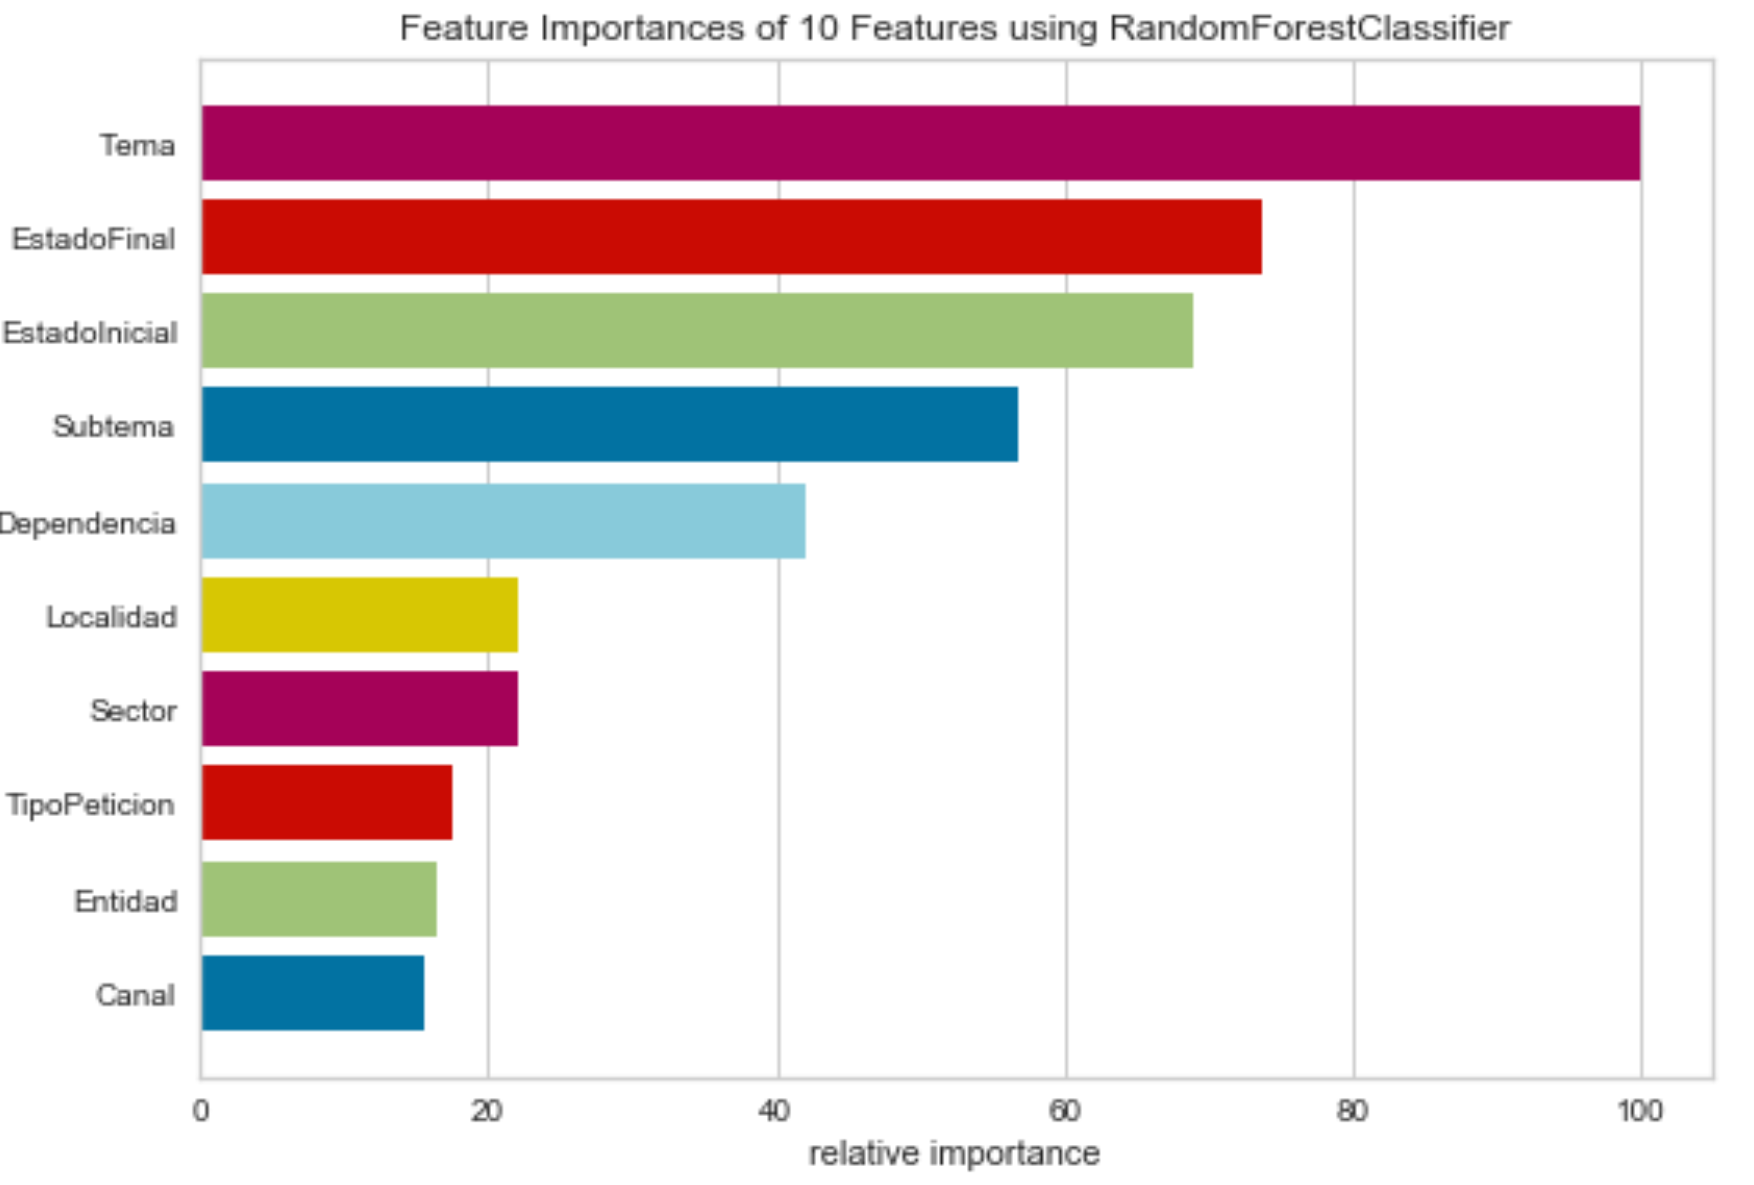 Feature Importances of 10 Features using RandomForestClassifier
Tema
EstadoFinal
EstadoInicial
Subtema
Dependencia
Localidad
Sector
TipoPeticion
Entidad
Canal
0 20 40 60 80 100
relative importance